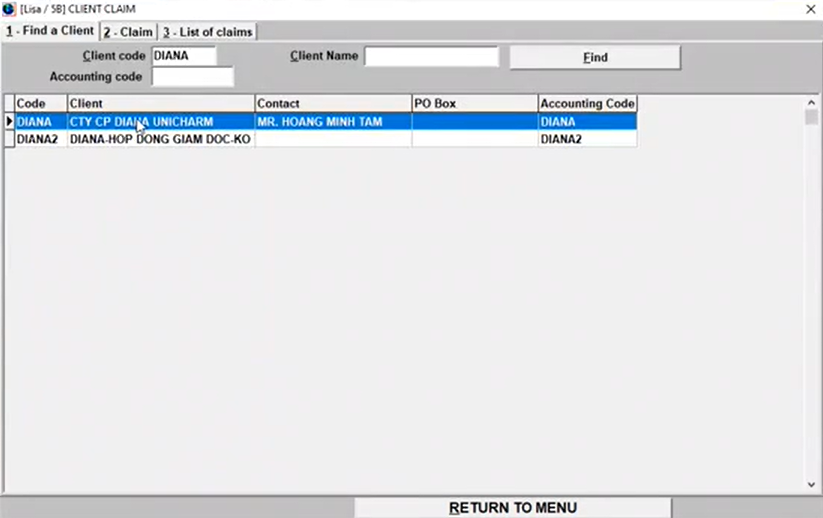 [Lisa / SB] CLIENT CLAIM
1 - Find a Client 2 - Claim 3 - List of claims
Client code DIANA Client Name Find
Accounting code
Code Client Contact PO Box Accounting Code
DIANA CTY CP DIANA UNICHARM MR. HOANG MINH TAM DIANA
DIANA2 DIANA-HOP DONG GIAM DOC-KO DIANA2
RETURN TO MENU